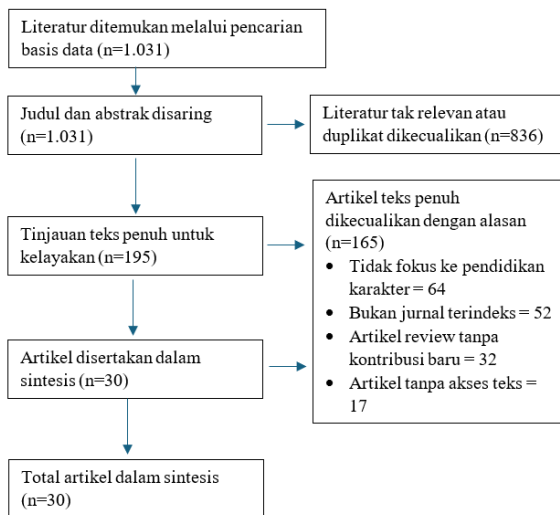 Literatur ditemukan melalui pencarian
basis data (n=1.031)
Judul dan abstrak disaring
(n=1.031)
Literatur tak relevan atau
duplikat dikecualikan (n=836)
Tinjauan teks penuh untuk
kelayakan (n=195)
Artikel teks penuh
dikecualikan dengan alasan
(n=165)
• Tidak fokus ke pendidikan
karakter = 64
• Bukan jurnal terindeks = 52
• Artikel review tanpa
kontribusi baru = 32
• Artikel tanpa akses teks =
17
Artikel disertakan dalam
sintesis (n=30)
Total artikel dalam sintesis
(n=30)